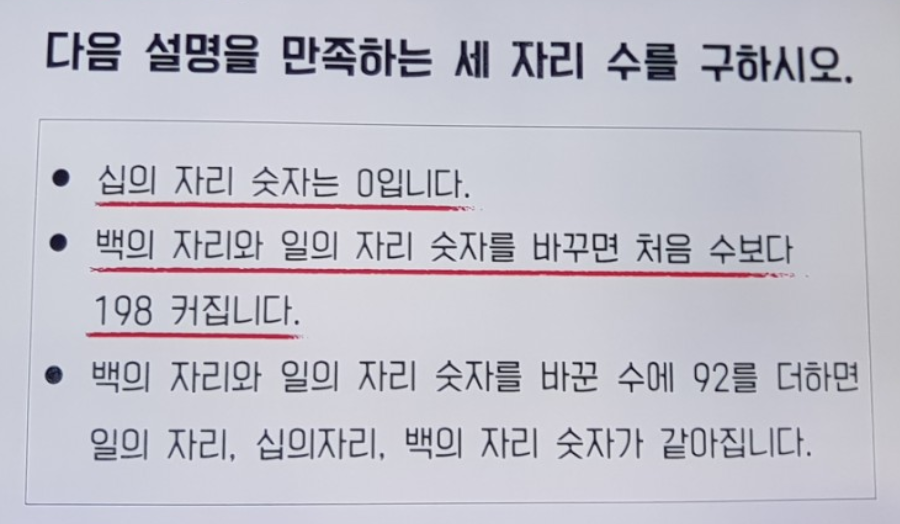 다음 설명을 만족하는 세 자리 수를 구하시오.
● 십의 자리 숫자는 0입니다.
● 백의 자리와 일의 자리 숫자를 바꾸면 처음 수보다
198 커집니다.
● 백의 자리와 일의 자리 숫자를 바꾼 수에 92를 더하면
일의 자리, 십의자리, 백의 자리 숫자가 같아집니다.